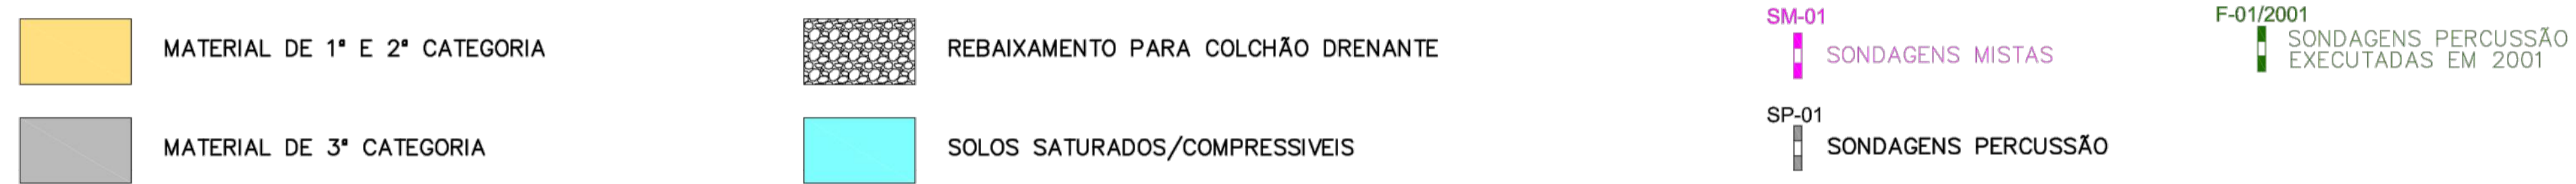 MATERIAL DE 1ª E 2ª CATEGORIA
MATERIAL DE 3ª CATEGORIA
REBAIXAMENTO PARA COLCHÃO DRENANTE
SOLOS SATURADOS/COMPRESSIVEIS
SM-01
SONDAGENS MISTAS
SP-01
SONDAGENS PERCUSSÃO
F-01/2001
SONDAGENS PERCUSSÃO
EXECUTADAS EM 2001